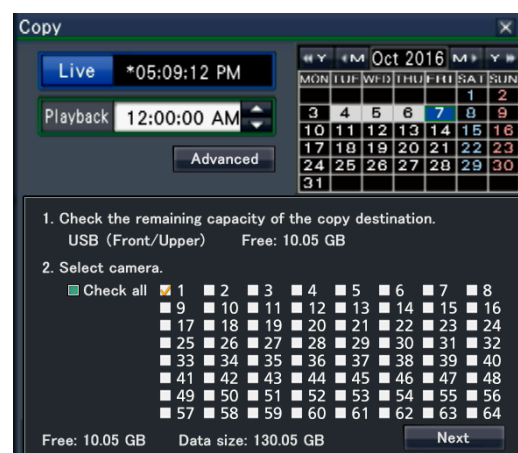 Copy
Live *05:09:12 PM
Playback 12:00:00 AM
Advanced
Y M Oct 2016 M Y
MON TUE WED THU FRI SAT SUN
1 2
3 4 5 6 7 8 9
10 11 12 13 14 15 16
17 18 19 20 21 22 23
24 25 26 27 28 29 30
31
1. Check the remaining capacity of the copy destination.
USB (Front/Upper) Free: 10.05 GB
2. Select camera.
Check all 1 2 3 4 5 6 7 8
9 10 11 12 13 14 15 16
17 18 19 20 21 22 23 24
25 26 27 28 29 30 31 32
33 34 35 36 37 38 39 40
41 42 43 44 45 46 47 48
49 50 51 52 53 54 55 56
57 58 59 60 61 62 63 64
Free: 10.05 GB Data size: 130.05 GB Next